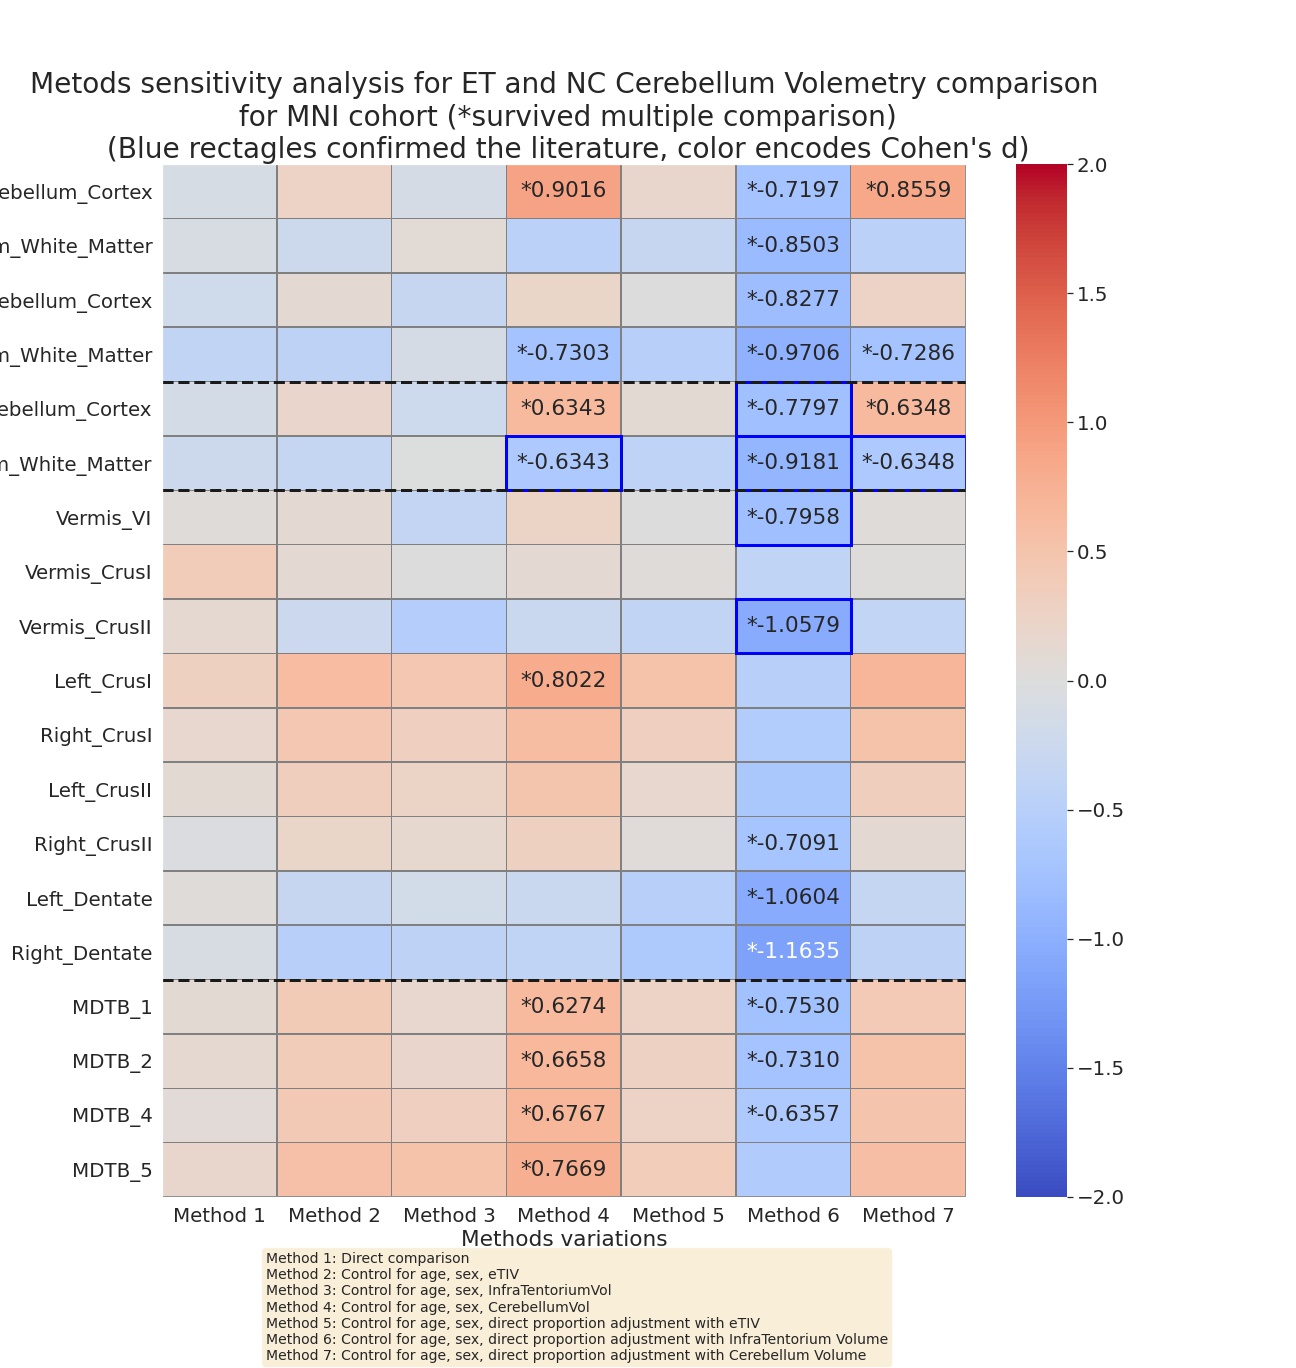 Metods sensitivity analysis for ET and NC Cerebellum Volemetry comparison
for MNI cohort (*survived multiple comparison)
(Blue rectagles confirmed the literature, color encodes Cohen's d)
ebellum_Cortex *0.9016 *-0.7197 *0.8559
_White_Matter *-0.8503
ebellum_Cortex *-0.8277
_White_Matter *-0.7303 *-0.9706 *-0.7286
ebellum_Cortex *0.6343 *-0.7797 *0.6348
_White_Matter *-0.6343 *-0.9181 *-0.6348
Vermis_VI *-0.7958
Vermis_CrusI
Vermis_CrusII *-1.0579
Left_CrusI *0.8022
Right_CrusI
Left_CrusII
Right_CrusII *-0.7091
Left_Dentate *-1.0604
Right_Dentate *-1.1635
MDTB_1 *0.6274 *-0.7530
MDTB_2 *0.6658 *-0.7310
MDTB_4 *0.6767 *-0.6357
MDTB_5 *0.7669
Method 1 Method 2 Method 3 Method 4 Method 5 Method 6 Method 7
Methods variations
2.0
1.5
1.0
0.5
0.0
−0.5
−1.0
−1.5
−2.0
Method 1: Direct comparison
Method 2: Control for age, sex, eTIV
Method 3: Control for age, sex, InfraTentoriumVol
Method 4: Control for age, sex, CerebellumVol
Method 5: Control for age, sex, direct proportion adjustment with eTIV
Method 6: Control for age, sex, direct proportion adjustment with InfraTentorium Volume
Method 7: Control for age, sex, direct proportion adjustment with Cerebellum Volume